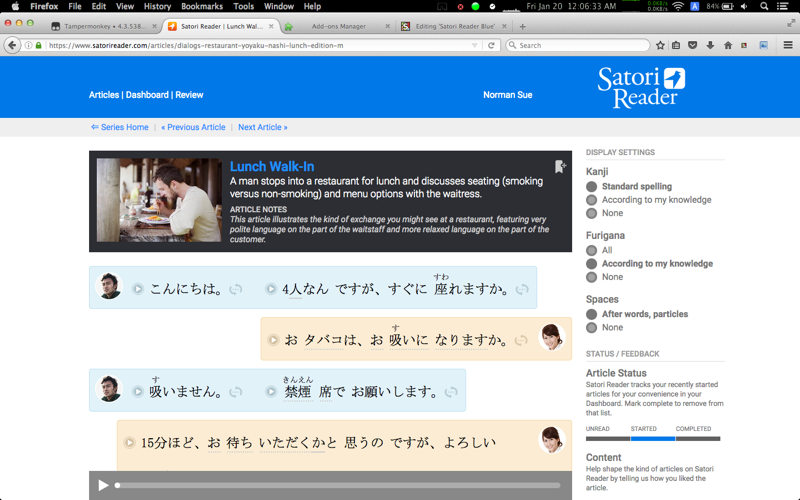 Firefox File Edit View History Bookmarks Tools Window Help
0.0KB/s
0.0KB/s
A 84% Fri Jan 20 12:06:33 AM Guest
Tampermonkey • 4.3.538...
Satori Reader | Lunch Wal...
Add-ons Manager
Editing 'Satori Reader Blue'
https://www.satorireader.com/articles/dialogs-restaurant-yoyaku-nashi-lunch-edition-m
Search
Articles | Dashboard | Review
Norman Sue
Satori
Reader
⇐ Series Home | « Previous Article | Next Article »
Lunch Walk-In
A man stops into a restaurant for lunch and discusses seating (smoking
versus non-smoking) and menu options with the waitress.
ARTICLE NOTES
This article illustrates the kind of exchange you might see at a restaurant, featuring very
polite language on the part of the waitstaff and more relaxed language on the part of the
customer.
すわ
こんにちは。 4人なん ですが、すぐに 座れますか。
す
お タバコは、お 吸いに なりますか。
す きんえん
吸いません。 禁煙 席で お願いします。
15分ほど、お 待ち いただくかと 思うの ですが、よろしい
DISPLAY SETTINGS
Kanji
Standard spelling
According to my knowledge
None
Furigana
All
According to my knowledge
None
Spaces
After words, particles
None
STATUS / FEEDBACK
Article Status
Satori Reader tracks your recently started
articles for your convenience in your
Dashboard. Mark complete to remove from
that list.
UNREAD STARTED COMPLETED
Content
Help shape the kind of articles on Satori
Reader by telling us how you liked the
article.